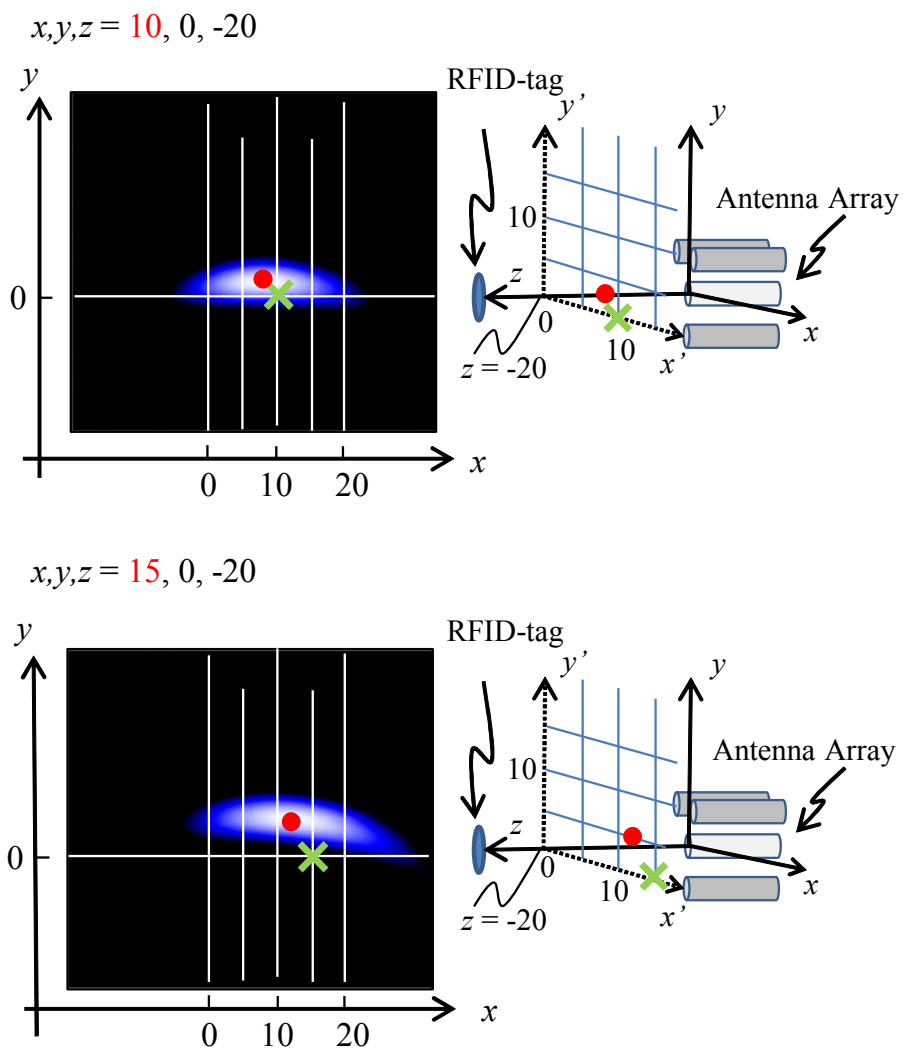 x,y,z = 10, 0, -20
y
0
0
10
20
x
RFID-tag
y’
y
10
Antenna Array
z
0
10
x
x’
z = -20
x,y,z = 15, 0, -20
y
0
0
10
20
x
RFID-tag
y’
y
10
Antenna Array
z
0
10
x
x’
z = -20